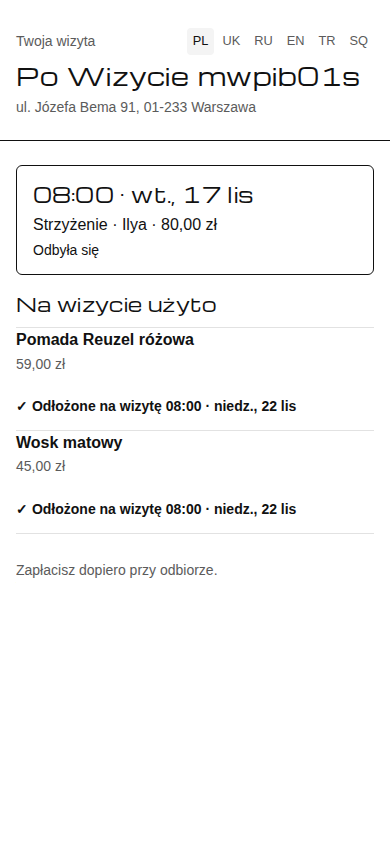 Twoja wizyta
PL UK RU EN TR SQ
Po Wizycie mwpib01s
ul. Józefa Bema 91, 01-233 Warszawa
08:00 · wt., 17 lis
Strzyżenie · Ilya · 80,00 zł
Odbyła się
Na wizycie użyto
Pomada Reuzel różowa
59,00 zł
✓ Odłożone na wizytę 08:00 · niedz., 22 lis
Wosk matowy
45,00 zł
✓ Odłożone na wizytę 08:00 · niedz., 22 lis
Zapłacisz dopiero przy odbiorze.